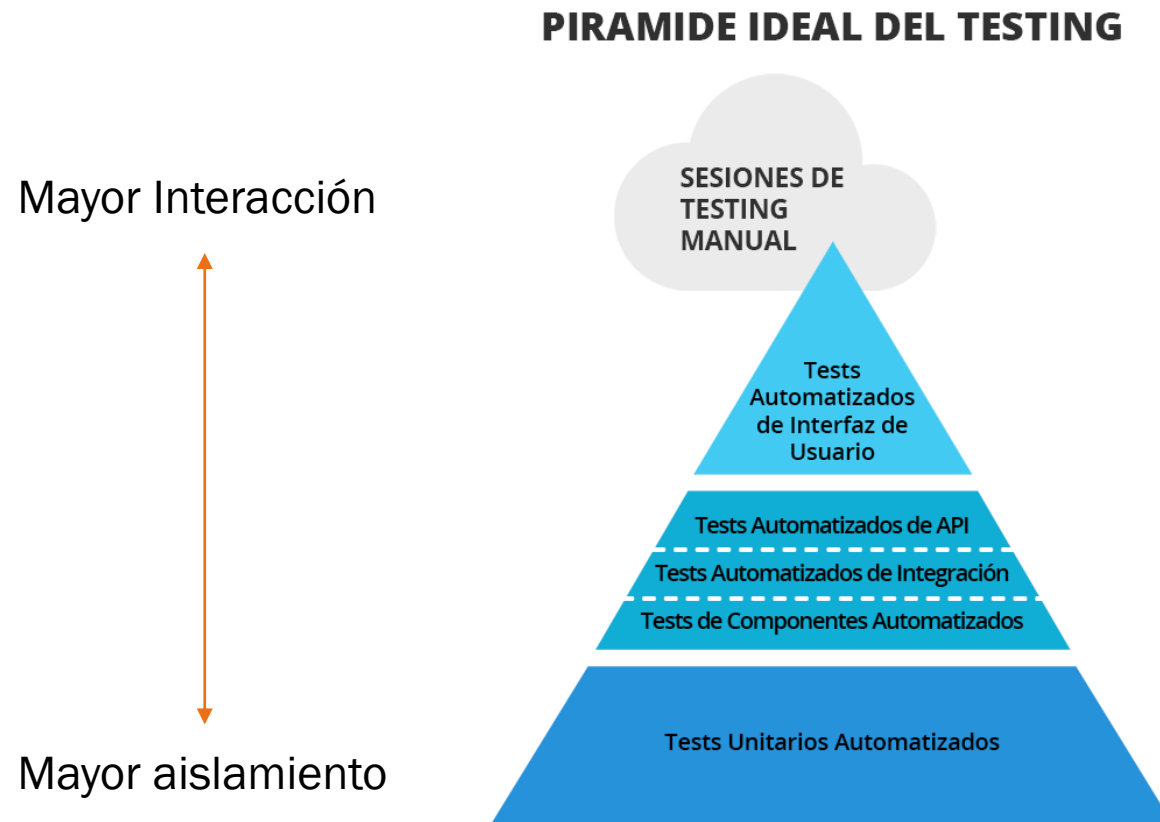 PIRAMIDE IDEAL DEL TESTING
Mayor Interacción
SESIONES DE
TESTING
MANUAL
Tests
Automatizados
de Interfaz de
Usuario
Tests Automatizados de API
Tests Automatizados de Integración
Tests de Componentes Automatizados
Tests Unitarios Automatizados
Mayor aislamiento